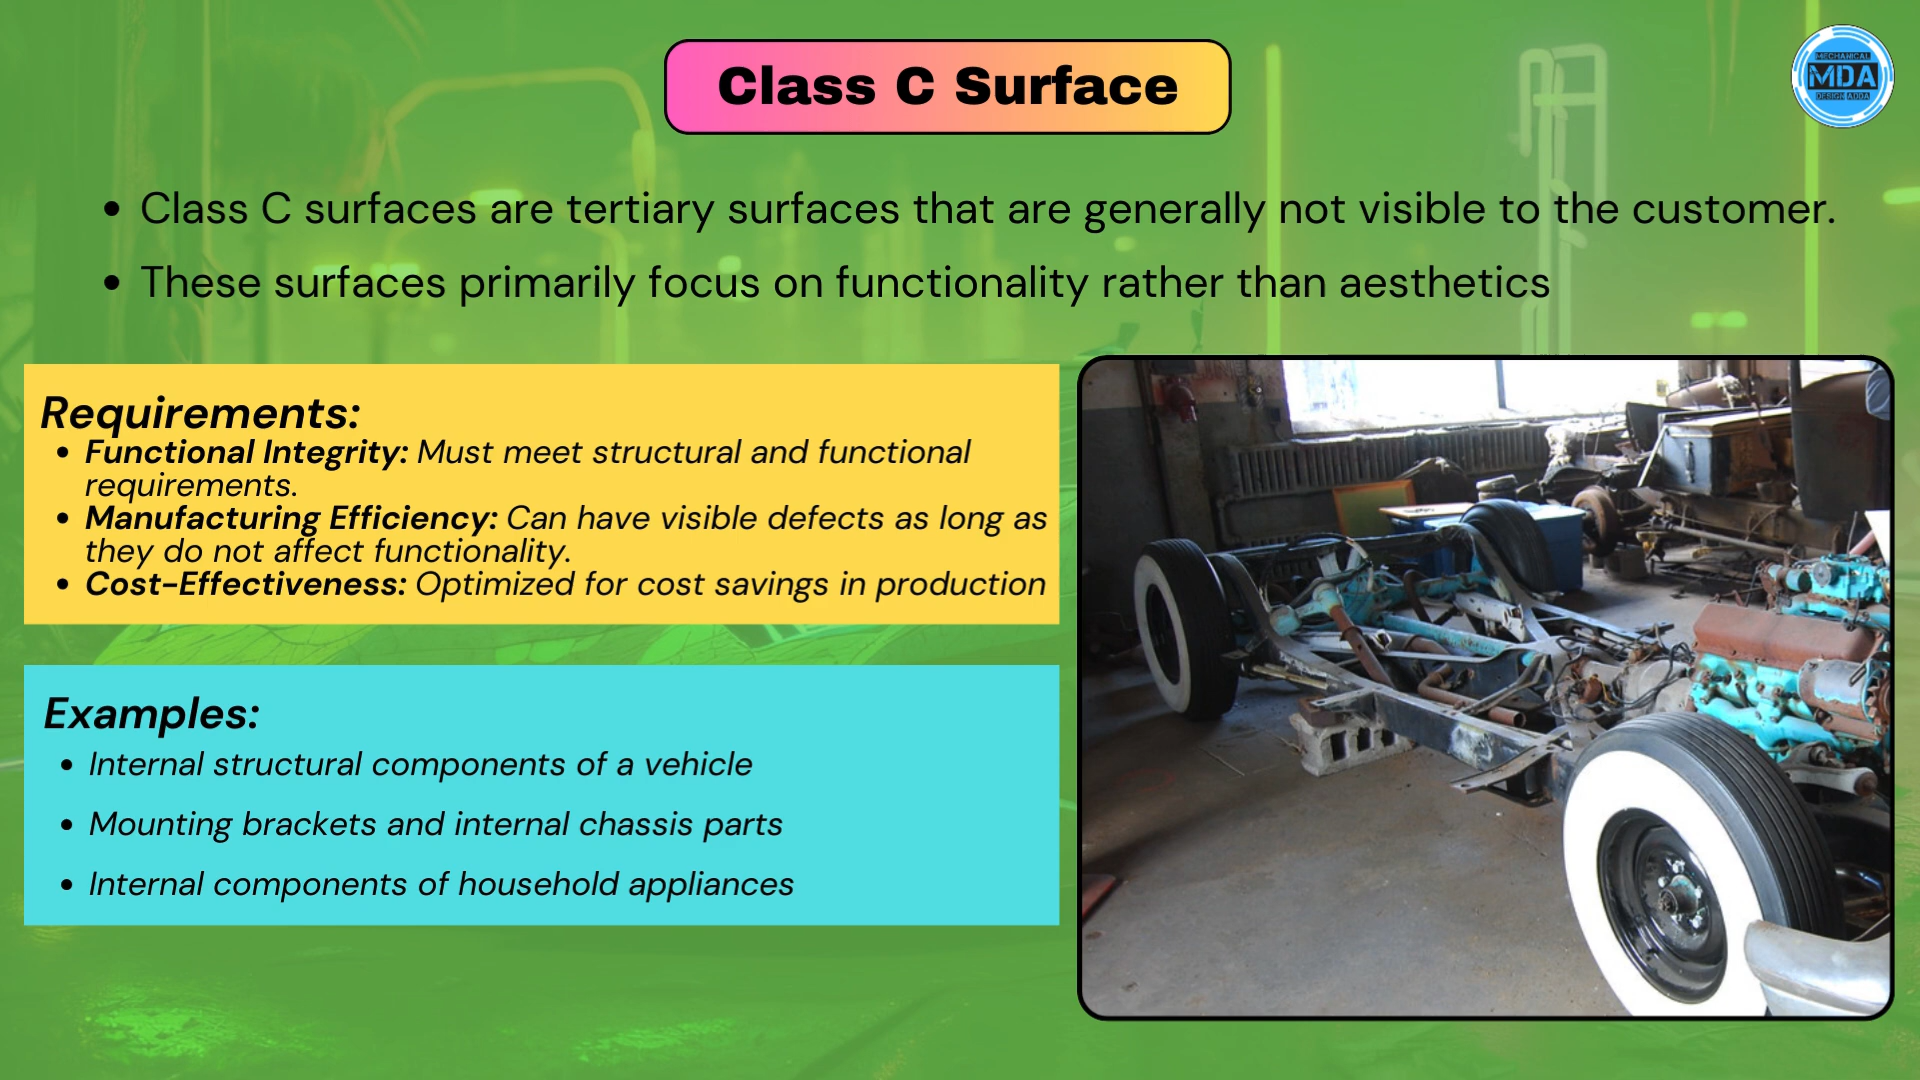 Class C Surface
MECHANICAL
MDA
DESIGN ADDA
• Class C surfaces are tertiary surfaces that are generally not visible to the customer.
• These surfaces primarily focus on functionality rather than aesthetics
Requirements:
• Functional Integrity: Must meet structural and functional
requirements.
• Manufacturing Efficiency: Can have visible defects as long as
they do not affect functionality.
• Cost-Effectiveness: Optimized for cost savings in production
Examples:
• Internal structural components of a vehicle
• Mounting brackets and internal chassis parts
• Internal components of household appliances